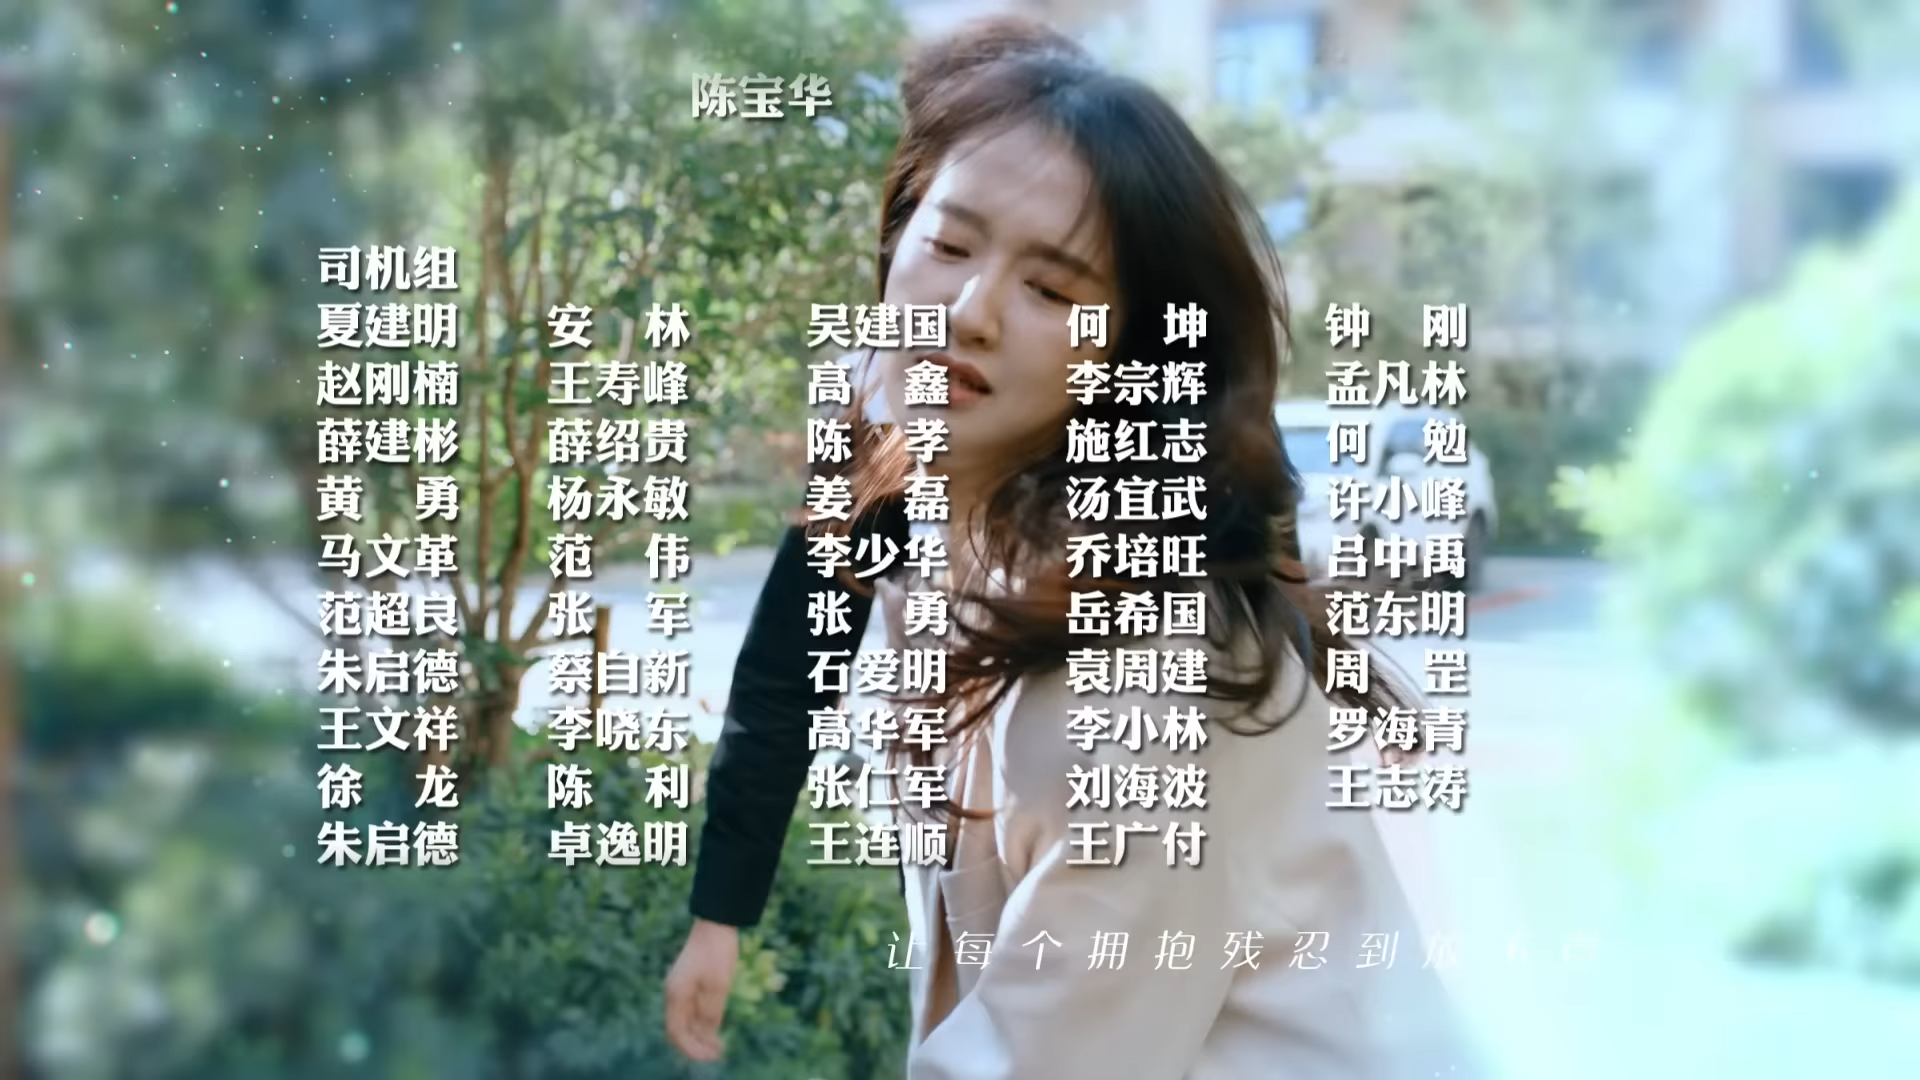 陈宝华
司机组
夏建明 安林 吴建国 何坤 钟刚
赵刚楠 王寿峰 高鑫 李宗辉 孟凡林
薛建彬 薛绍贵 陈孝 施红志 何勉
黄勇 杨永敏 姜磊 汤宜武 许小峰
马文革 范伟 李少华 乔培旺 吕中禹
范超良 张军 张勇 岳希国 范东明
朱启德 蔡自新 石爱明 袁周建 周罡
王文祥 李哓东 高华军 李小林 罗海青
徐龙 陈利 张仁军 刘海波 王志涛
朱启德 卓逸明 王连顺 王广付
让每个拥抱残忍到放